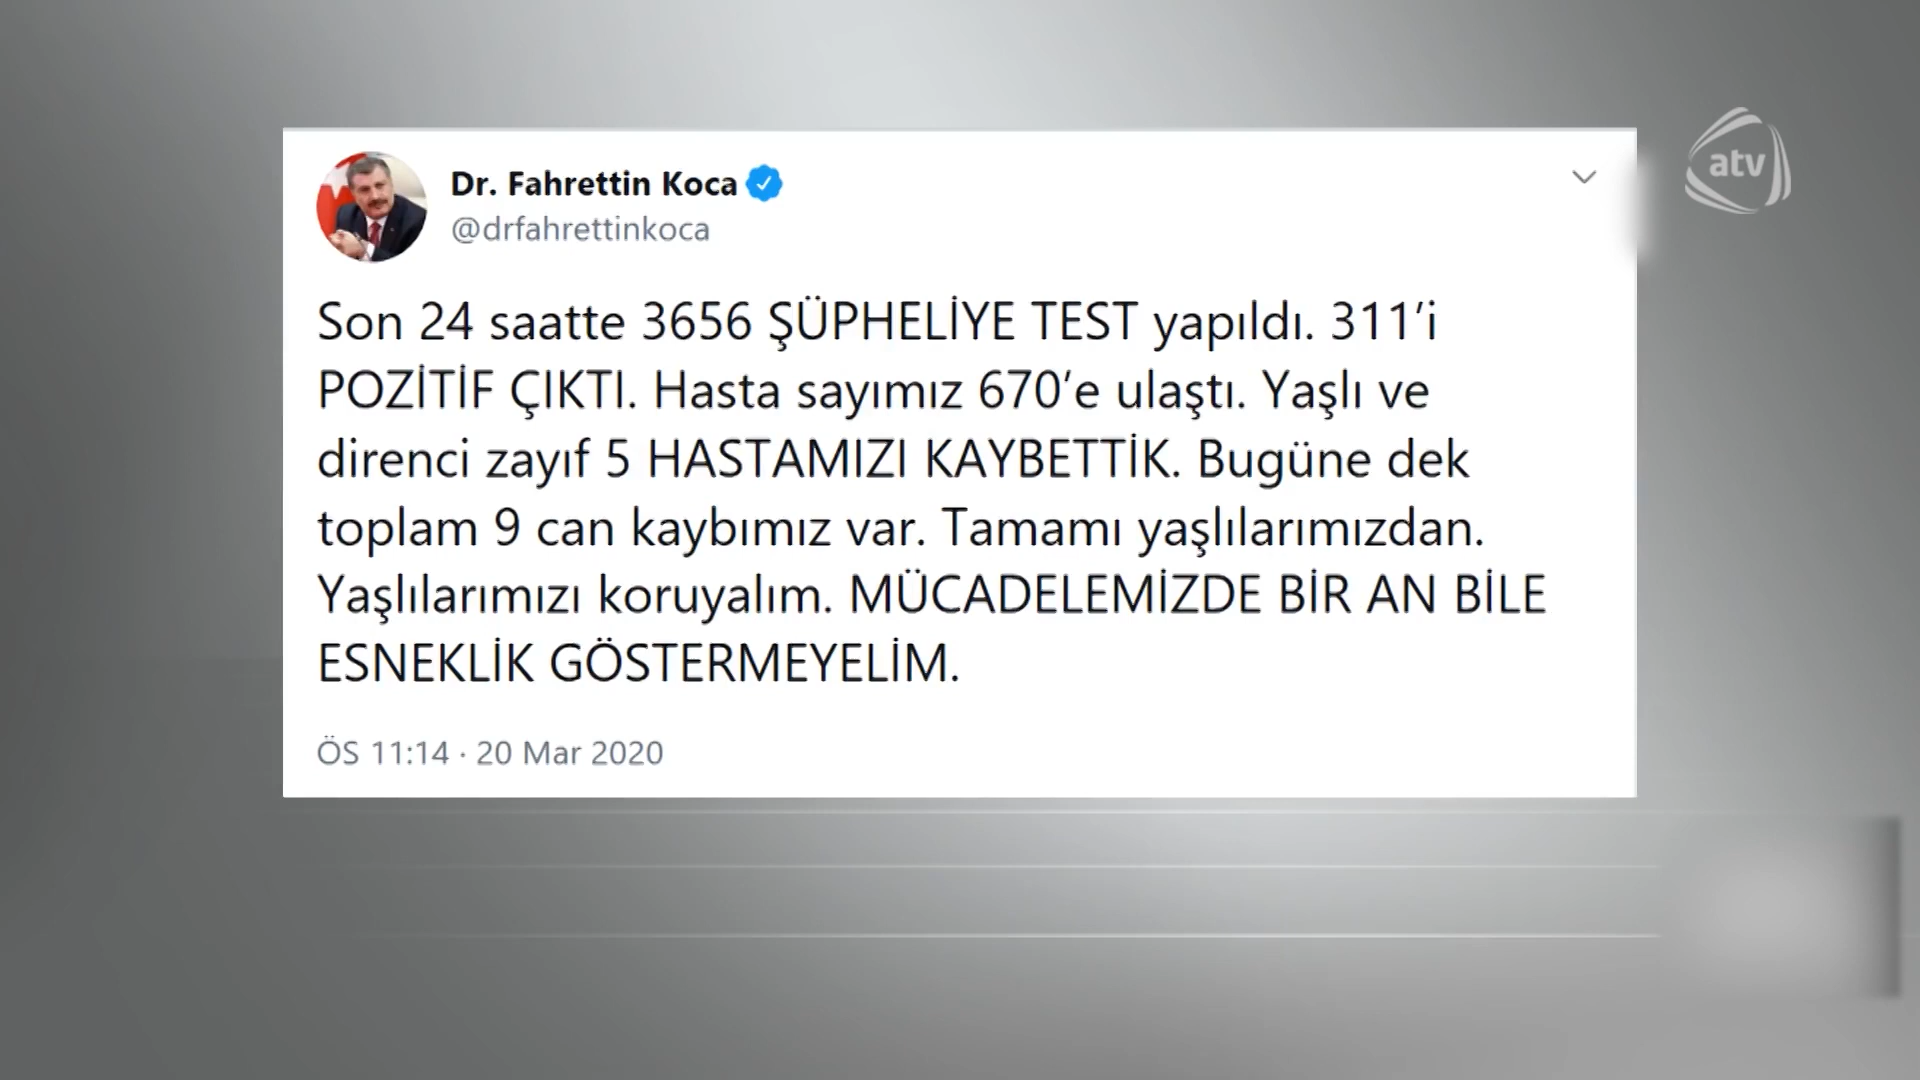 atv
Dr. Fahrettin Koca
@drfahrettinkoca
Son 24 saatte 3656 ŞÜPHELİYE TEST yapıldı. 311’i
POZİTİF ÇIKTI. Hasta sayımız 670’e ulaştı. Yaşlı ve
direnci zayıf 5 HASTAMIZI KAYBETTİK. Bugüne dek
toplam 9 can kaybımız var. Tamamı yaşlılarımızdan.
Yaşlılarımızı koruyalım. MÜCADELEMİZDE BİR AN BİLE
ESNEKLİK GÖSTERMEYELİM.
ÖS 11:14 · 20 Mar 2020